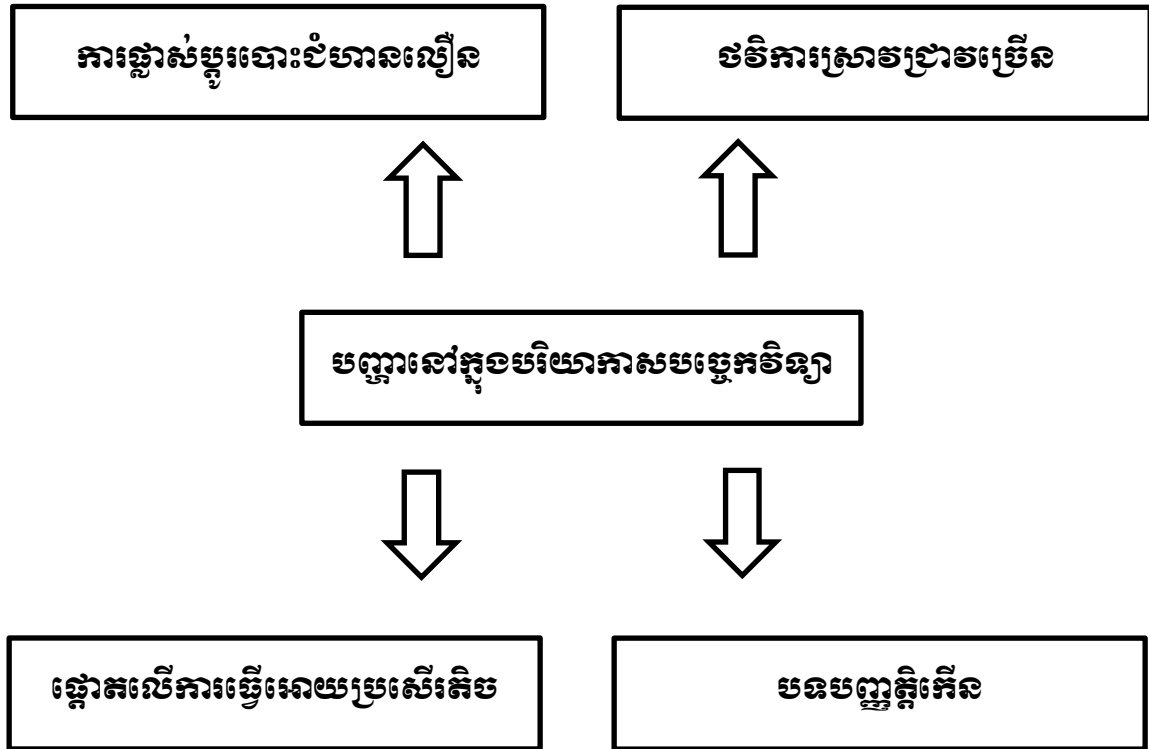 ការផ្លាស់ប្តូរបោះជំហានលឿន
ថវិការស្រាវជ្រាវច្រើន
បញ្ហានៅក្នុងបរិយាកាសបច្ចេកវិទ្យា
ផ្តោតលើការធ្វើអោយប្រសើរតិច
បទបញ្ញត្តិកើន